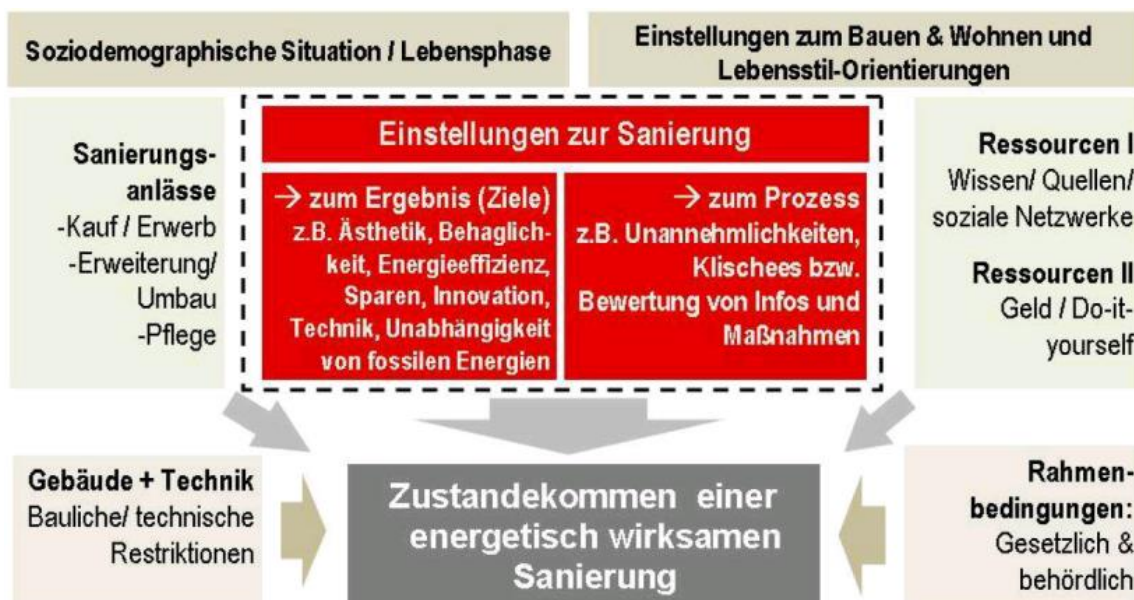 Soziodemographische Situation / Lebensphase
Einstellungen zum Bauen & Wohnen und
Lebensstil-Orientierungen
Sanierungs-
anlässe
-Kauf / Erwerb
-Erweiterung/
Umbau
-Pflege
Einstellungen zur Sanierung
→ zum Ergebnis (Ziele)
z.B. Ästhetik, Behaglich-
keit, Energieeffizienz,
Sparen, Innovation,
Technik, Unabhängigkeit
von fossilen Energien
→ zum Prozess
z.B. Unannehmlichkeiten,
Klischees bzw.
Bewertung von Infos und
Maßnahmen
Ressourcen I
Wissen/ Quellen/
soziale Netzwerke
Ressourcen II
Geld / Do-it-
yourself
Gebäude + Technik
Bauliche/ technische
Restriktionen
Zustandekommen einer
energetisch wirksamen
Sanierung
Rahmen-
bedingungen:
Gesetzlich &
behördlich